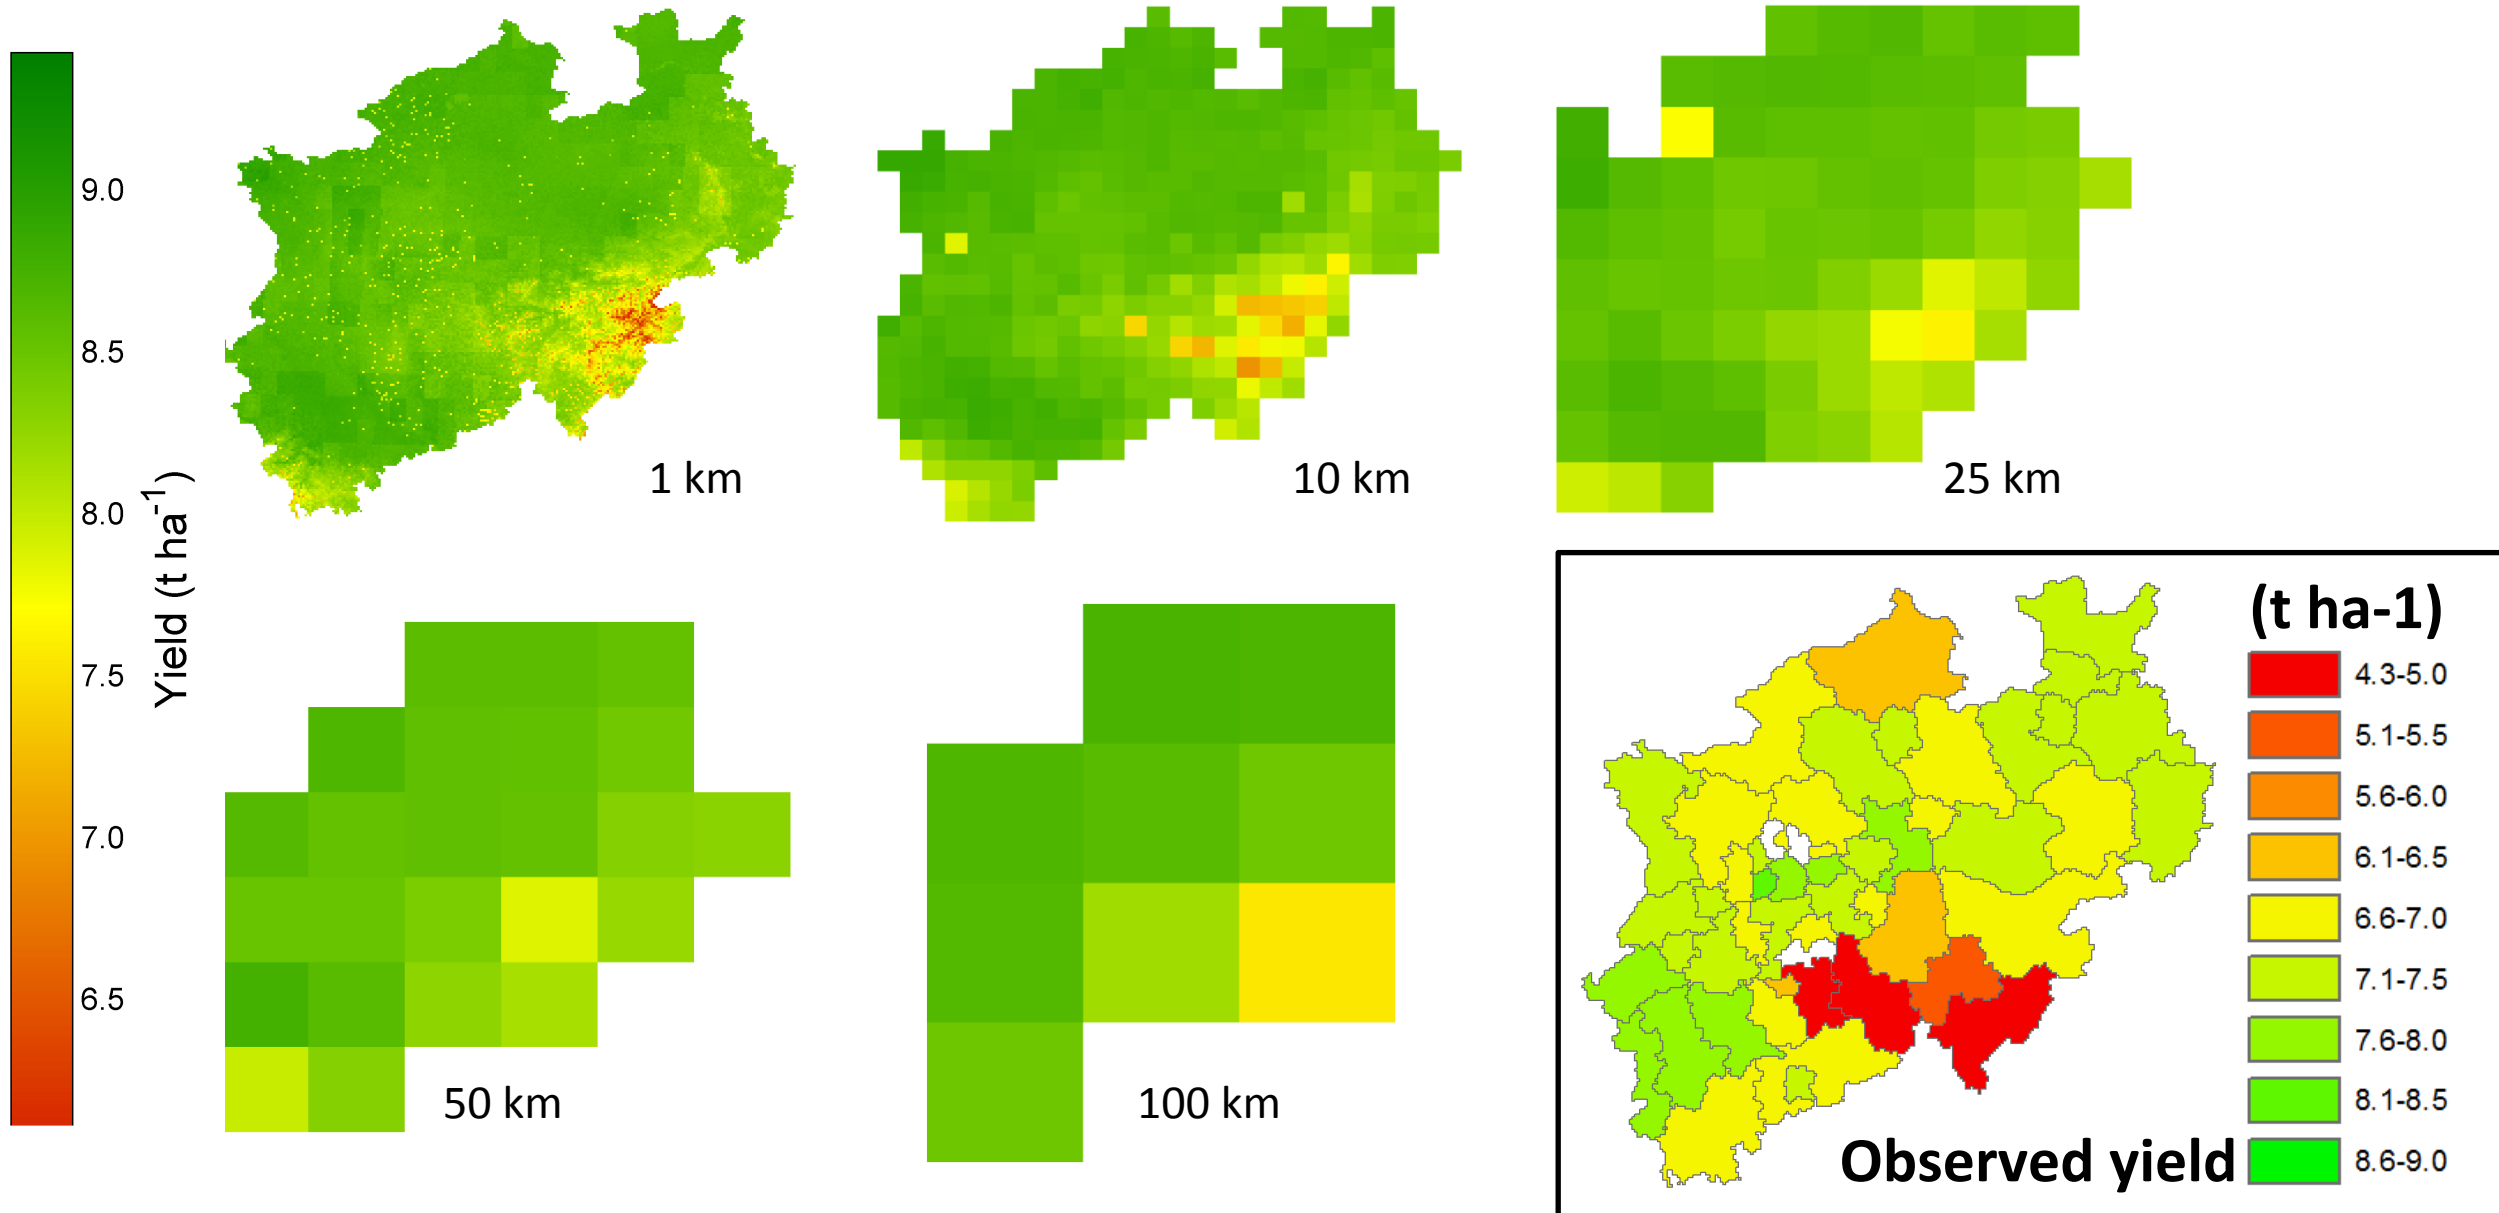 9.0
8.5
8.0
7.5
7.0
6.5
Yield (t ha⁻¹)
1 km
10 km
25 km
50 km
100 km
(t ha-1)
4.3-5.0
5.1-5.5
5.6-6.0
6.1-6.5
6.6-7.0
7.1-7.5
7.6-8.0
8.1-8.5
8.6-9.0
Observed yield